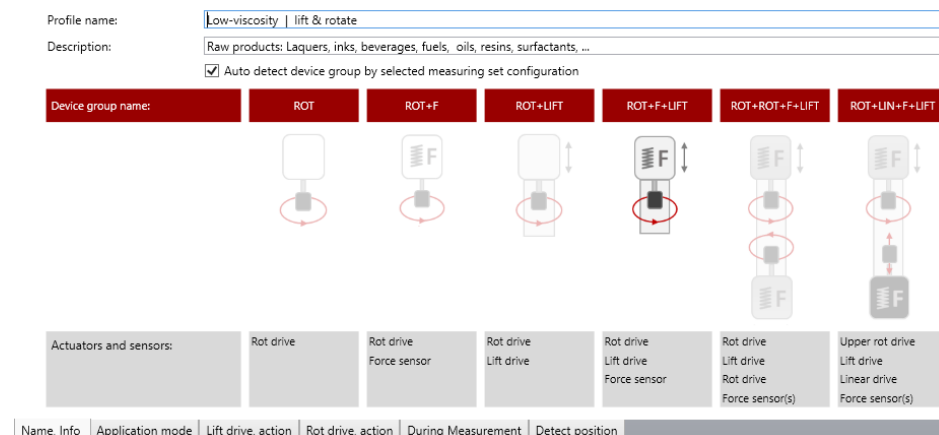 Profile name: Low-viscosity | lift & rotate
Description: Raw products: Laquers, inks, beverages, fuels, oils, resins, surfactants, ...
Auto detect device group by selected measuring set configuration
Device group name: ROT ROT+F ROT+LIFT ROT+F+LIFT ROT+ROT+F+LIFT ROT+LIN+F+LIFT
F F F F
F F
Actuators and sensors: Rot drive Rot drive Rot drive Rot drive Rot drive Upper rot drive
Force sensor Lift drive Lift drive Lift drive Lift drive
Force sensor Rot drive Linear drive
Force sensor(s) Force sensor(s)
Name, Info Application mode Lift drive, action Rot drive, action During Measurement Detect position